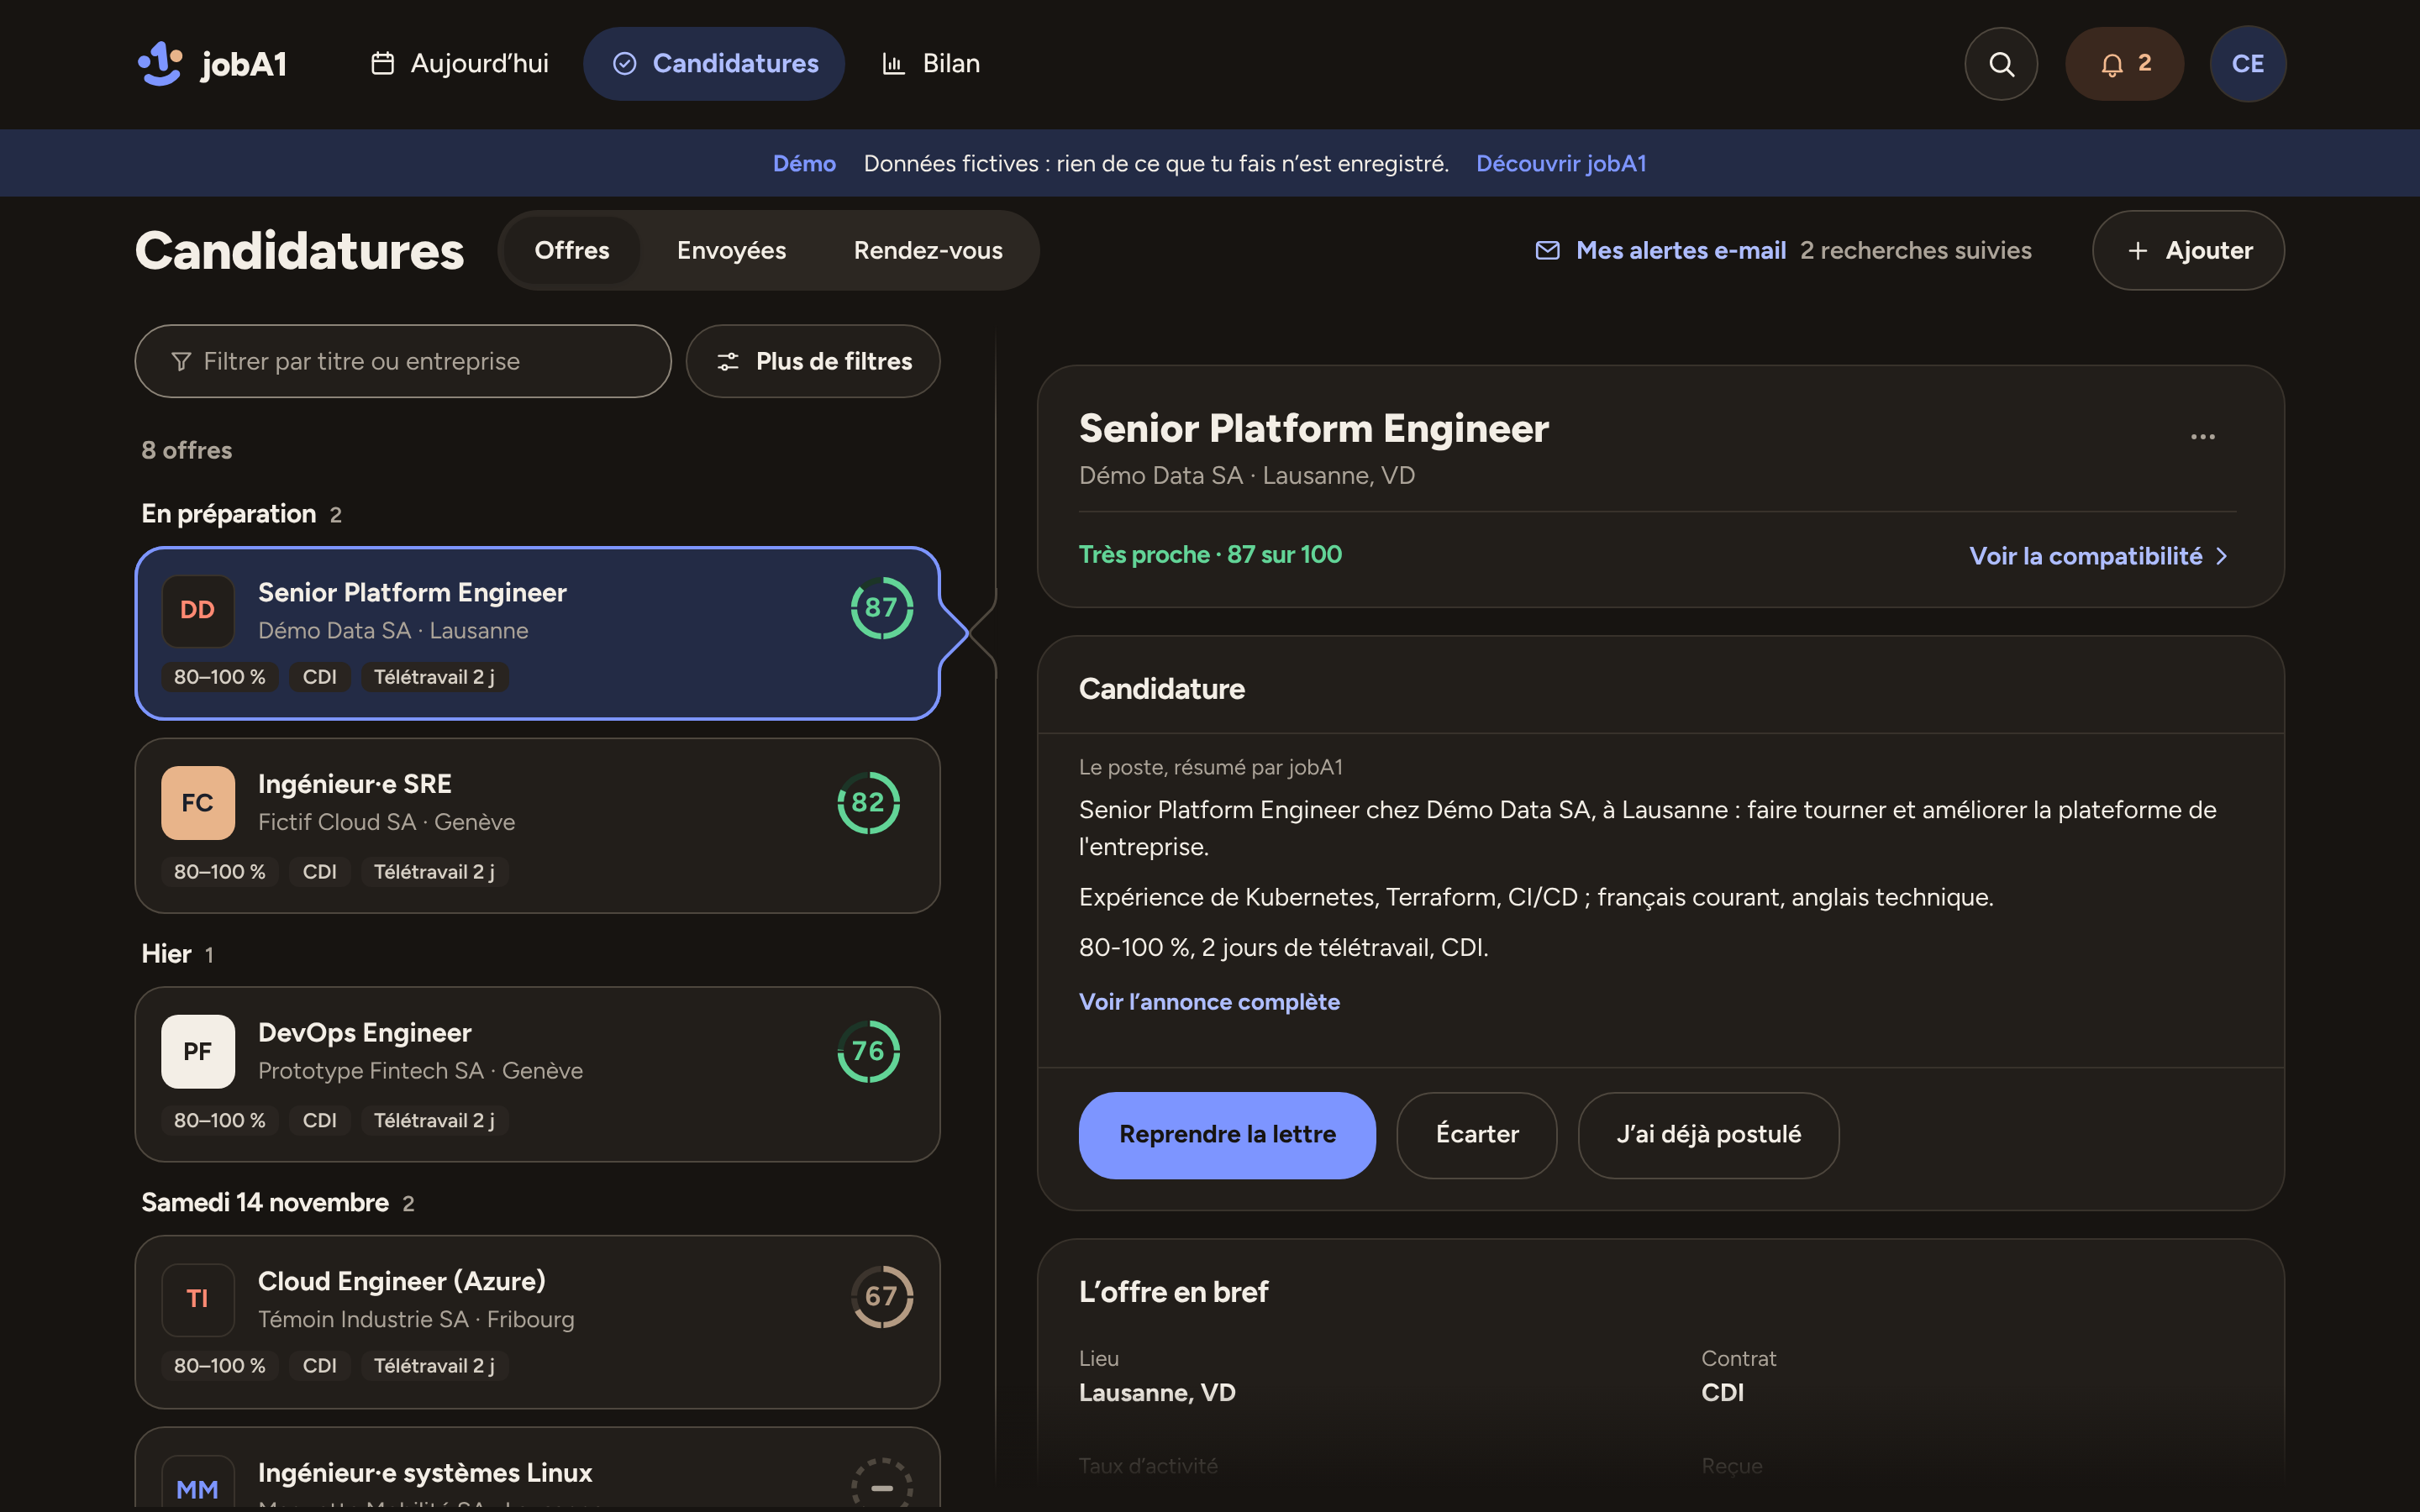 jobA1
Aujourd’hui
Candidatures
Bilan
2
CE
Démo Données fictives : rien de ce que tu fais n’est enregistré. Découvrir jobA1
Candidatures
Offres
Envoyées
Rendez-vous
Mes alertes e-mail 2 recherches suivies
Ajouter
Filtrer par titre ou entreprise
Plus de filtres
8 offres
En préparation 2
DD
Senior Platform Engineer
Démo Data SA · Lausanne
87
80–100 % CDI Télétravail 2 j
FC
Ingénieur·e SRE
Fictif Cloud SA · Genève
82
80–100 % CDI Télétravail 2 j
Hier 1
PF
DevOps Engineer
Prototype Fintech SA · Genève
76
80–100 % CDI Télétravail 2 j
Samedi 14 novembre 2
TI
Cloud Engineer (Azure)
Témoin Industrie SA · Fribourg
67
80–100 % CDI Télétravail 2 j
MM
Ingénieur·e systèmes Linux
Senior Platform Engineer
Démo Data SA · Lausanne, VD
Très proche · 87 sur 100
Voir la compatibilité
Candidature
Le poste, résumé par jobA1
Senior Platform Engineer chez Démo Data SA, à Lausanne : faire tourner et améliorer la plateforme de
l'entreprise.
Expérience de Kubernetes, Terraform, CI/CD ; français courant, anglais technique.
80-100 %, 2 jours de télétravail, CDI.
Voir l’annonce complète
Reprendre la lettre
Écarter
J’ai déjà postulé
L’offre en bref
Lieu
Lausanne, VD
Contrat
CDI
Taux d’activité
Reçue